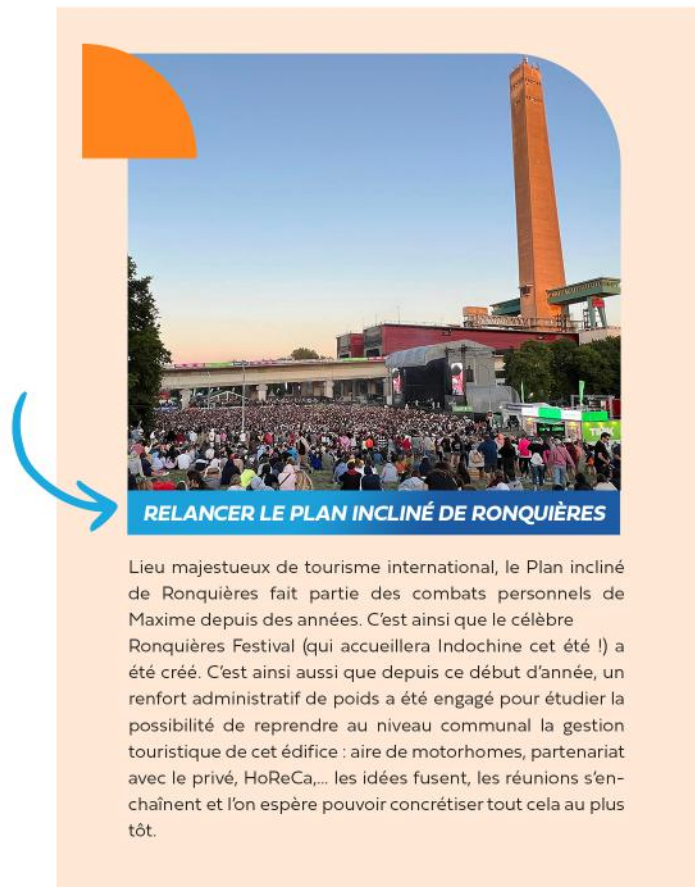 RELANCER LE PLAN INCLINÉ DE RONQUIÈRES
Lieu majestueux de tourisme international, le Plan incliné
de Ronquières fait partie des combats personnels de
Maxime depuis des années. C’est ainsi que le célèbre
Ronquières Festival (qui accueillera Indochine cet été !) a
été créé. C’est ainsi aussi que depuis ce début d’année, un
renfort administratif de poids a été engagé pour étudier la
possibilité de reprendre au niveau communal la gestion
touristique de cet édifice : aire de motorhomes, partenariat
avec le privé, HoReCa,... les idées fusent, les réunions s’en-
chaînent et l’on espère pouvoir concrétiser tout cela au plus
tôt.